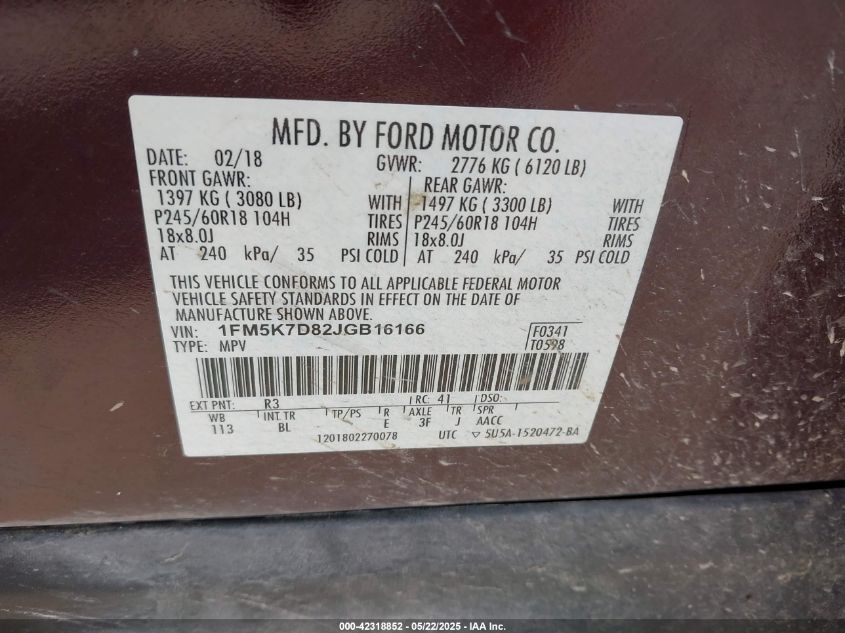 MFD. BY FORD MOTOR CO.
DATE: 02/18 GVWR: 2776 KG ( 6120 LB)
FRONT GAWR: REAR GAWR:
1397 KG ( 3080 LB) WITH 1497 KG ( 3300 LB) WITH
P245/60R18 104H TIRES P245/60R18 104H TIRES
18x8.0J RIMS 18x8.0J RIMS
AT 240 kPa/ 35 PSI COLD AT 240 kPa/ 35 PSI COLD
THIS VEHICLE CONFORMS TO ALL APPLICABLE FEDERAL MOTOR
VEHICLE SAFETY STANDARDS IN EFFECT ON THE DATE OF
MANUFACTURE SHOWN ABOVE.
VIN: 1FM5K7D82JGB16166 F0341
TYPE: MPV T0598
EXT PNT: R3 RC: 41 DSO:
WB INT TR TP/PS R AXLE TR SPR
113 BL E 3F J AACC
1201802270078 UTC ▽ 5U5A-1520472-BA
000-42318852 - 05/22/2025 - IAA Inc.